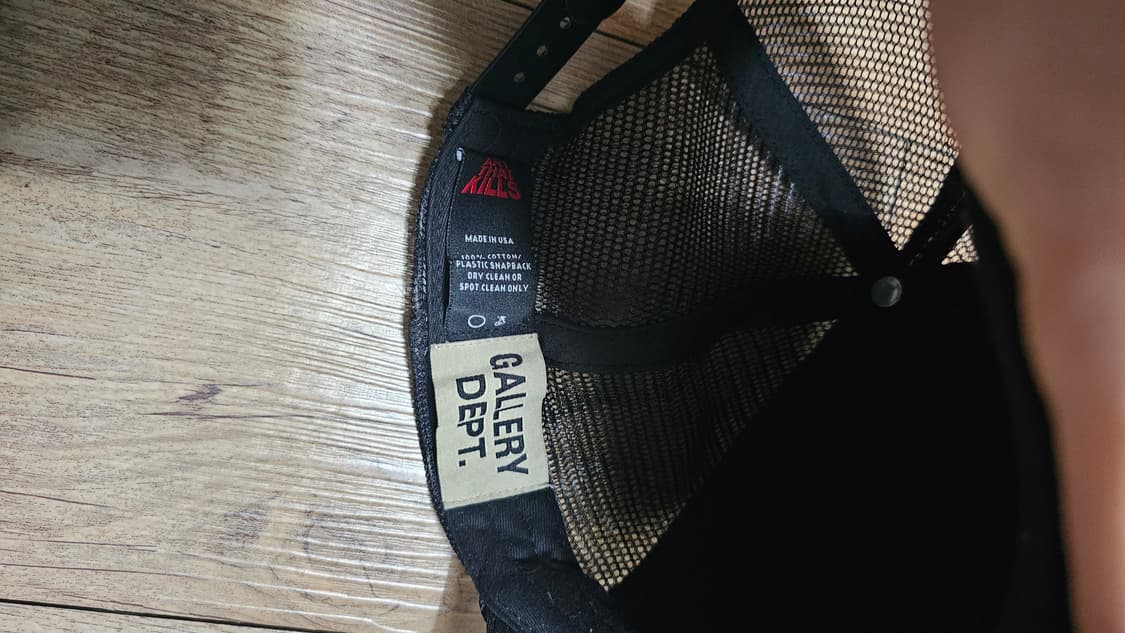 ART
THAT
KILLS
MADE IN USA
100% COTTON/
PLASTIC SNAPBACK
DRY CLEAN OR
SPOT CLEAN ONLY
GALLERY
DEPT.